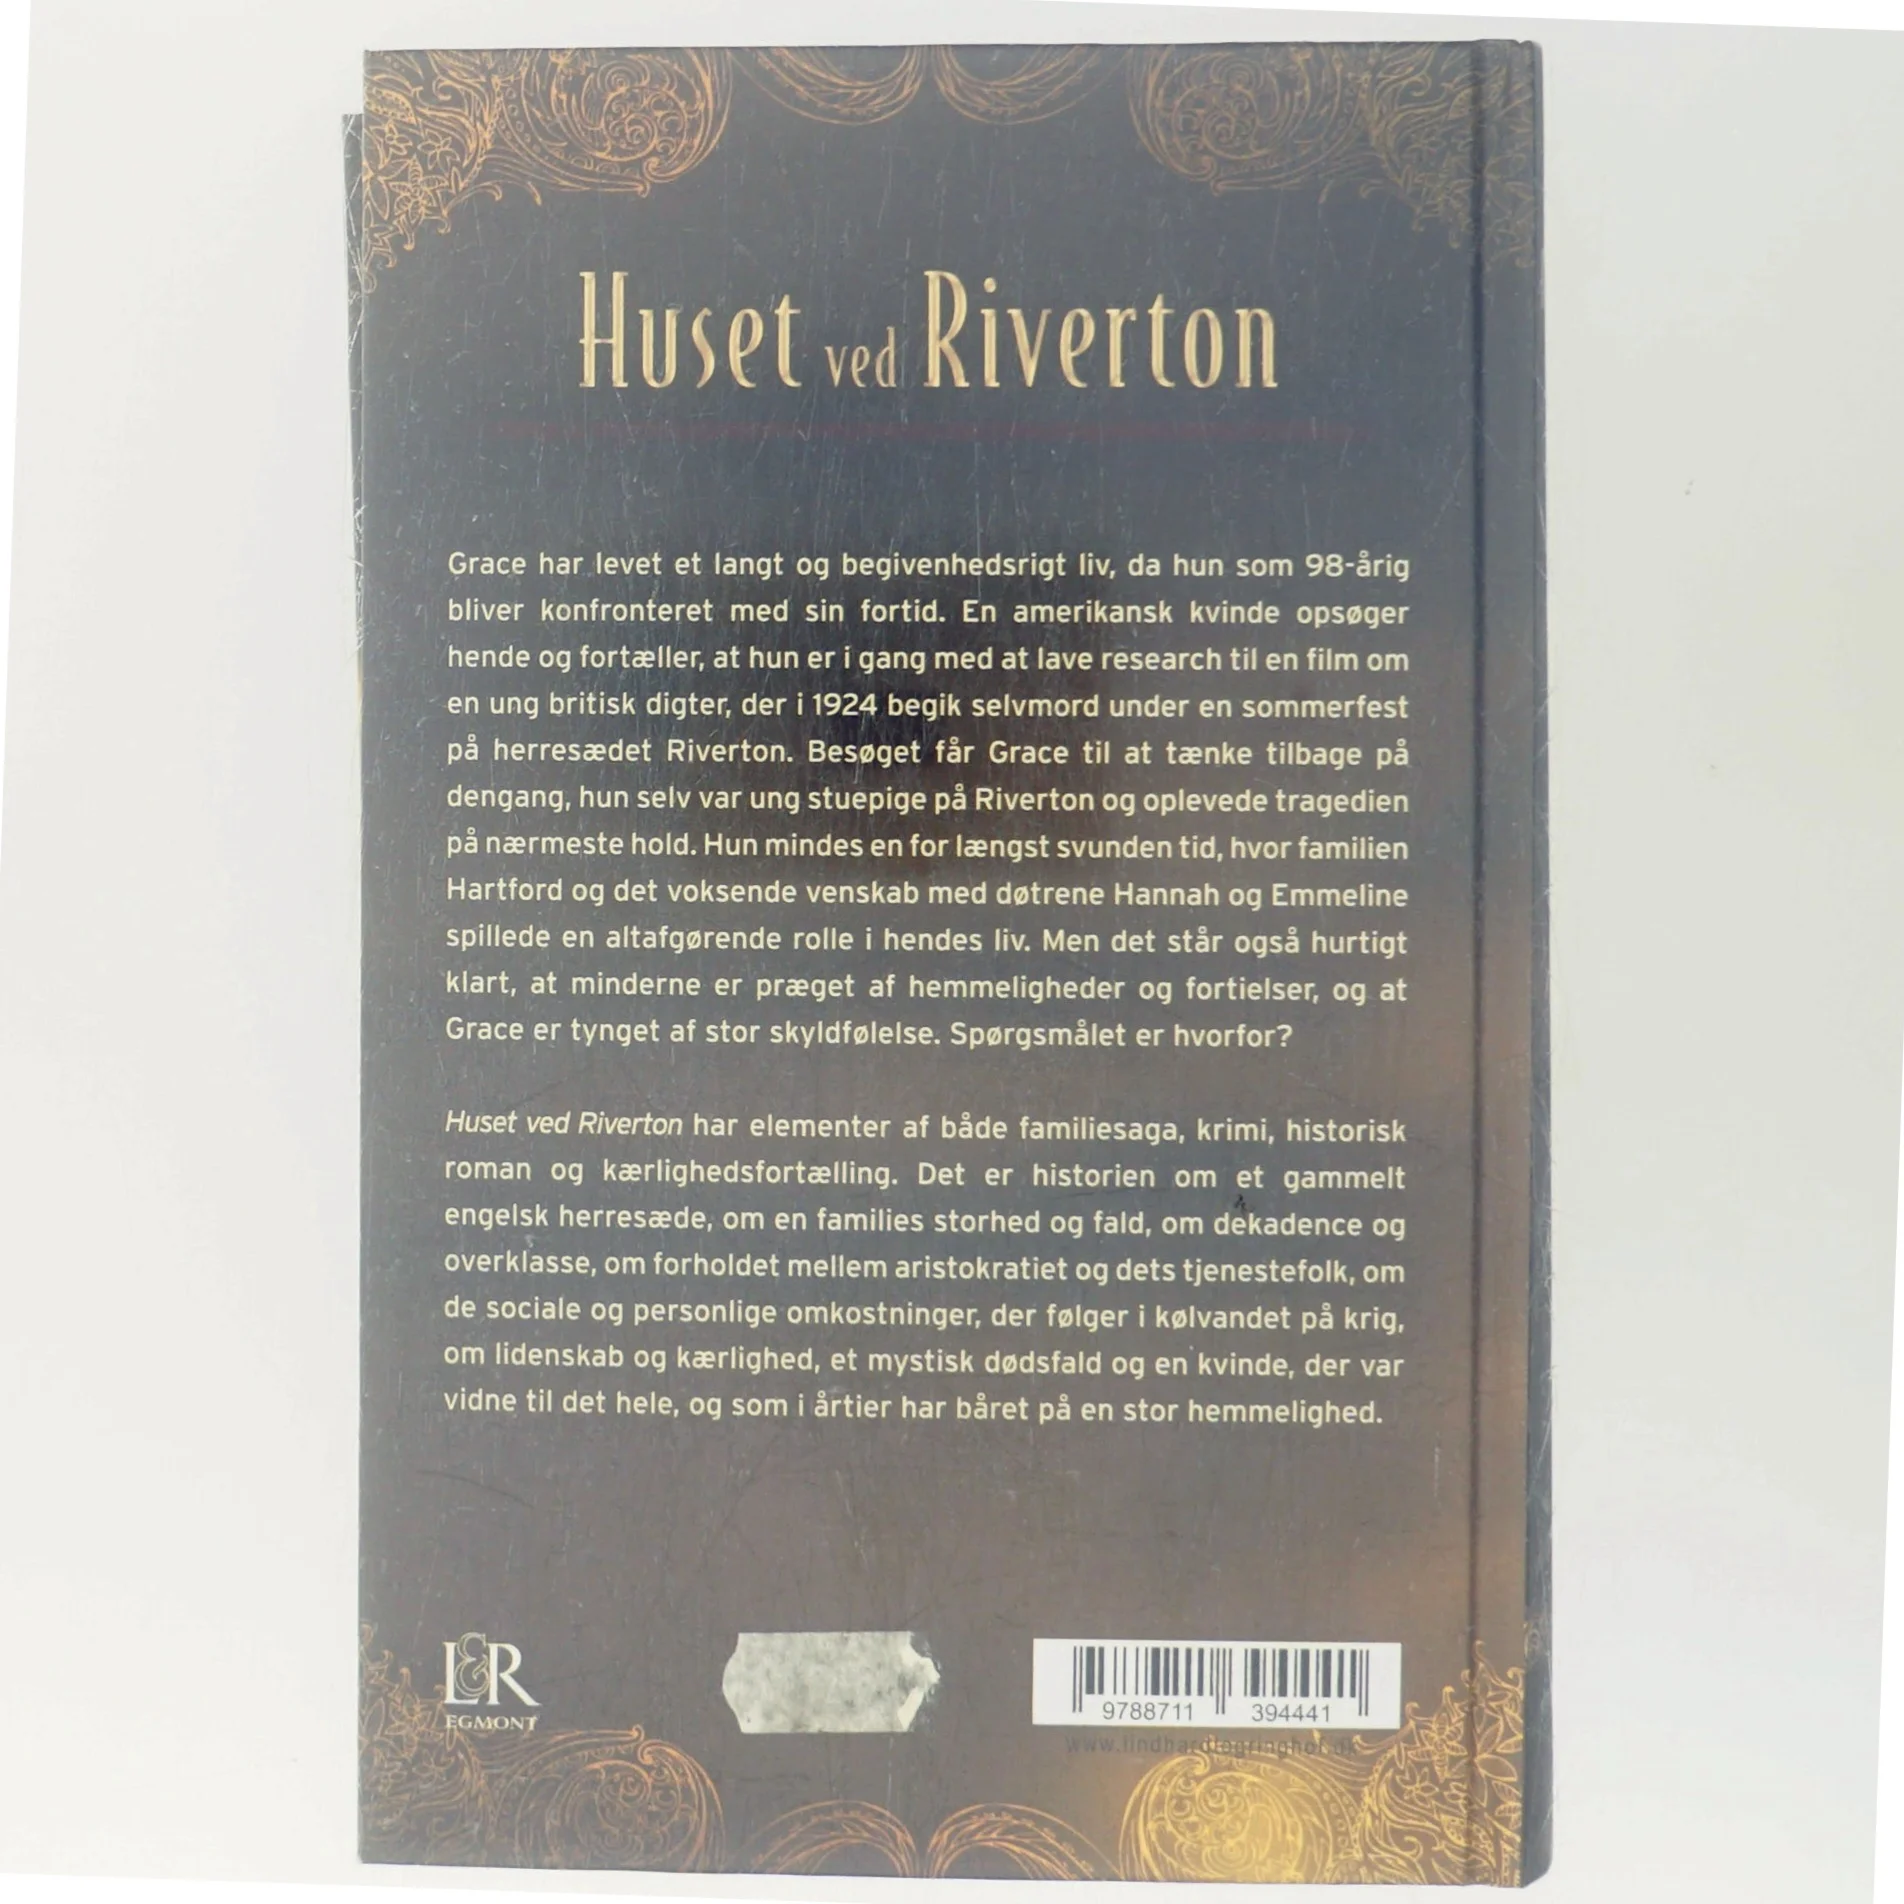 Huset ved Riverton
Grace har levet et langt og begivenhedsrigt liv, da hun som 98-årig
bliver konfronteret med sin fortid. En amerikansk kvinde opsøger
hende og fortæller, at hun er i gang med at lave research til en film om
en ung britisk digter, der i 1924 begik selvmord under en sommerfest
på herresædet Riverton. Besøget får Grace til at tænke tilbage på
dengang, hun selv var ung stuepige på Riverton og oplevede tragedien
på nærmeste hold. Hun mindes en for længst svunden tid, hvor familien
Hartford og det voksende venskab med døtrene Hannah og Emmeline
spillede en altafgørende rolle i hendes liv. Men det står også hurtigt
klart, at minderne er præget af hemmeligheder og fortielser, og at
Grace er tynget af stor skyldfølelse. Spørgsmålet er hvorfor?
Huset ved Riverton har elementer af både familiesaga, krimi, historisk
roman og kærlighedsfortælling. Det er historien om et gammelt
engelsk herresæde, om en families storhed og fald, om dekadence og
overklasse, om forholdet mellem aristokratiet og dets tjenestefolk, om
de sociale og personlige omkostninger, der følger i kølvandet på krig,
om lidenskab og kærlighed, et mystisk dødsfald og en kvinde, der var
vidne til det hele, og som i årtier har båret på en stor hemmelighed.
L&R
EGMONT
9788711 394441
www.lindhardtogringhof.dk